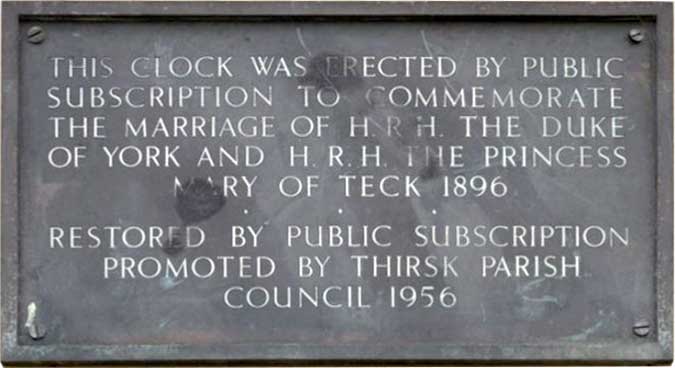 THIS CLOCK WAS ERECTED BY PUBLIC
SUBSCRIPTION TO COMMEMORATE
THE MARRIAGE OF H.R.H. THE DUKE
OF YORK AND H.R.H. THE PRINCESS
MARY OF TECK 1896
. . .
RESTORED BY PUBLIC SUBSCRIPTION
PROMOTED BY THIRSK PARISH
COUNCIL 1956